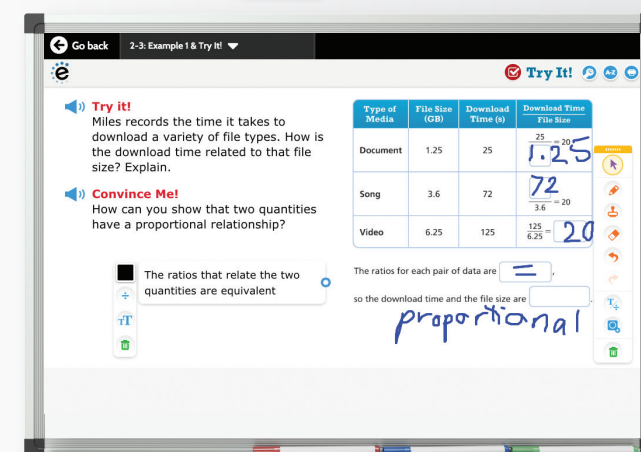 Go back
2-3: Example 1 & Try It!
ë
Try It!
A-Z
Try it!
Miles records the time it takes to
download a variety of file types. How is
the download time related to that file
size? Explain.
Convince Me!
How can you show that two quantities
have a proportional relationship?
The ratios that relate the two
quantities are equivalent
÷
TT
Type of Media File Size (GB) Download Time (s) Download Time / File Size
Document 1.25 25 25 / 1.25 = 20
Song 3.6 72 72 / 3.6 = 20
Video 6.25 125 125 / 6.25 = 20
The ratios for each pair of data are = ,
so the download time and the file size are .
proportional
T÷